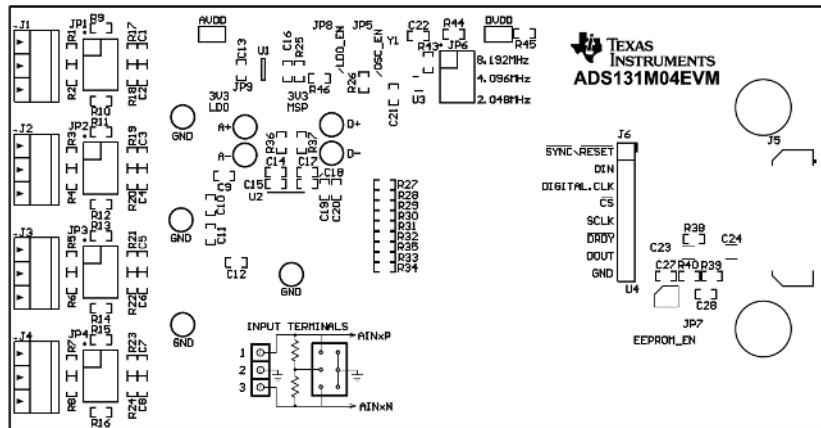 J1
JP1
R9
R17
C1
R1
R2
R18
C2
R10
R11
J2
JP2
R3
R19
C3
R4
R20
C4
R12
R13
J3
JP3
R5
R21
C5
R6
R22
C6
R14
R15
J4
JP4
R7
R23
C7
R8
R24
C8
R16
AVDD
C13
U1
C16
R25
JP9
3V3
LDO
3V3
MSP
R46
JP8
LDO_EN
JP5
OSC_EN
R26
Y1
C22
R44
DVDD
R45
R43
JP6
8.192MHz
4.096MHz
2.048MHz
U3
C21
GND
A+
A-
D+
D-
R36
R37
C14
C17
C18
C9
C15
U2
C19
C20
C10
C11
C12
GND
GND
GND
R27
R28
R29
R30
R31
R32
R35
R33
R34
INPUT TERMINALS
1
2
3
AINxP
AINxN
TEXAS
INSTRUMENTS
ADS131M04EVM
J6
SYNC\RESET
DIN
DIGITAL.CLK
CS
SCLK
DRDY
DOUT
GND
U4
J5
R38
C23
C24
C27
R40
R39
C28
JP7
EEPROM_EN